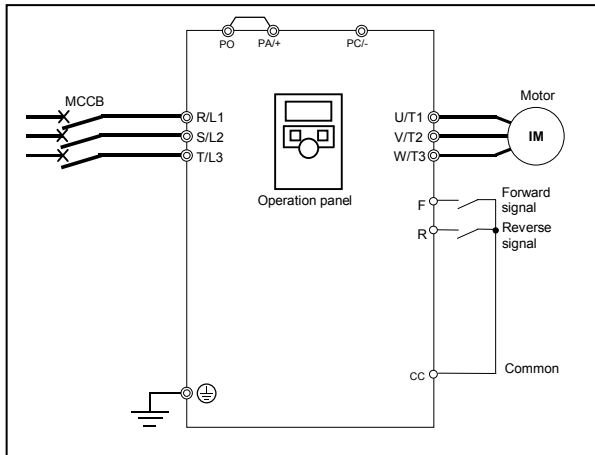 PO
PA/+
PC/-
MCCB
R/L1
S/L2
T/L3
Operation panel
U/T1
V/T2
W/T3
Motor
IM
F
Forward
signal
R
Reverse
signal
CC
Common